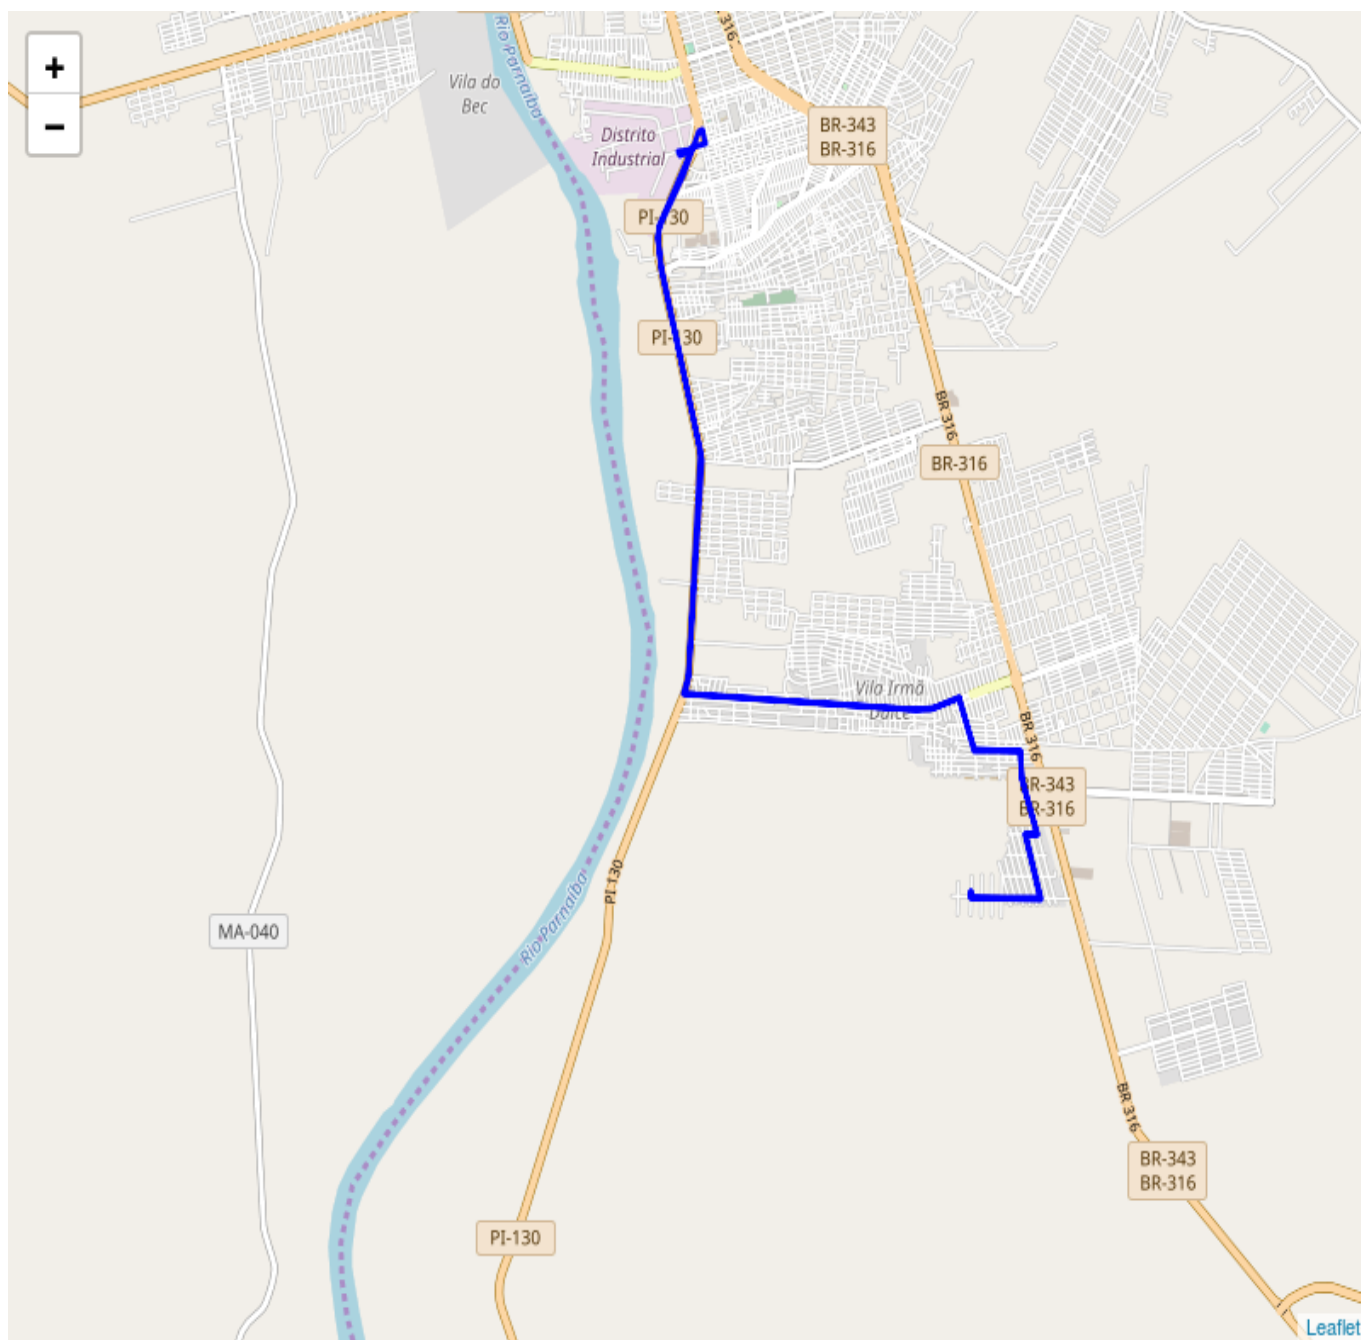 +
−
Rio Parnaíba
316
Vila do
Bec
Distrito
Industrial
BR-343
BR-316
PI-130
PI-130
BR 316
BR-316
Vila Irmã
Dulce
BR 316
BR-343
BR-316
PI 130
Rio Parnaíba
MA-040
BR 316
BR-343
BR-316
PI-130
Leaflet